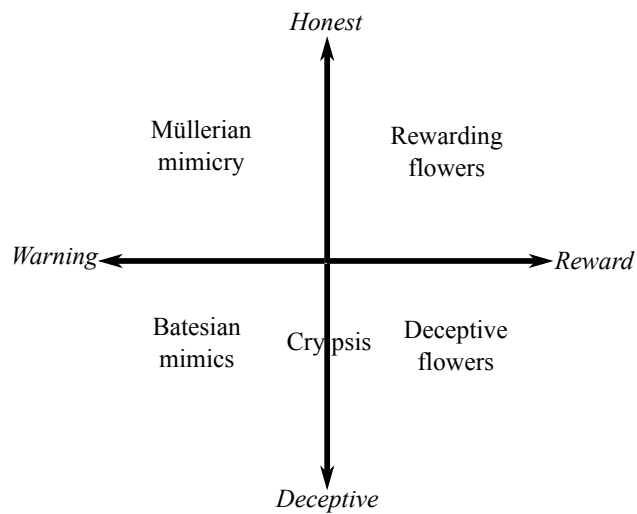 Honest
Müllerian
mimicry
Rewarding
flowers
Warning
Reward
Batesian
mimics
Crypsis
Deceptive
flowers
Deceptive